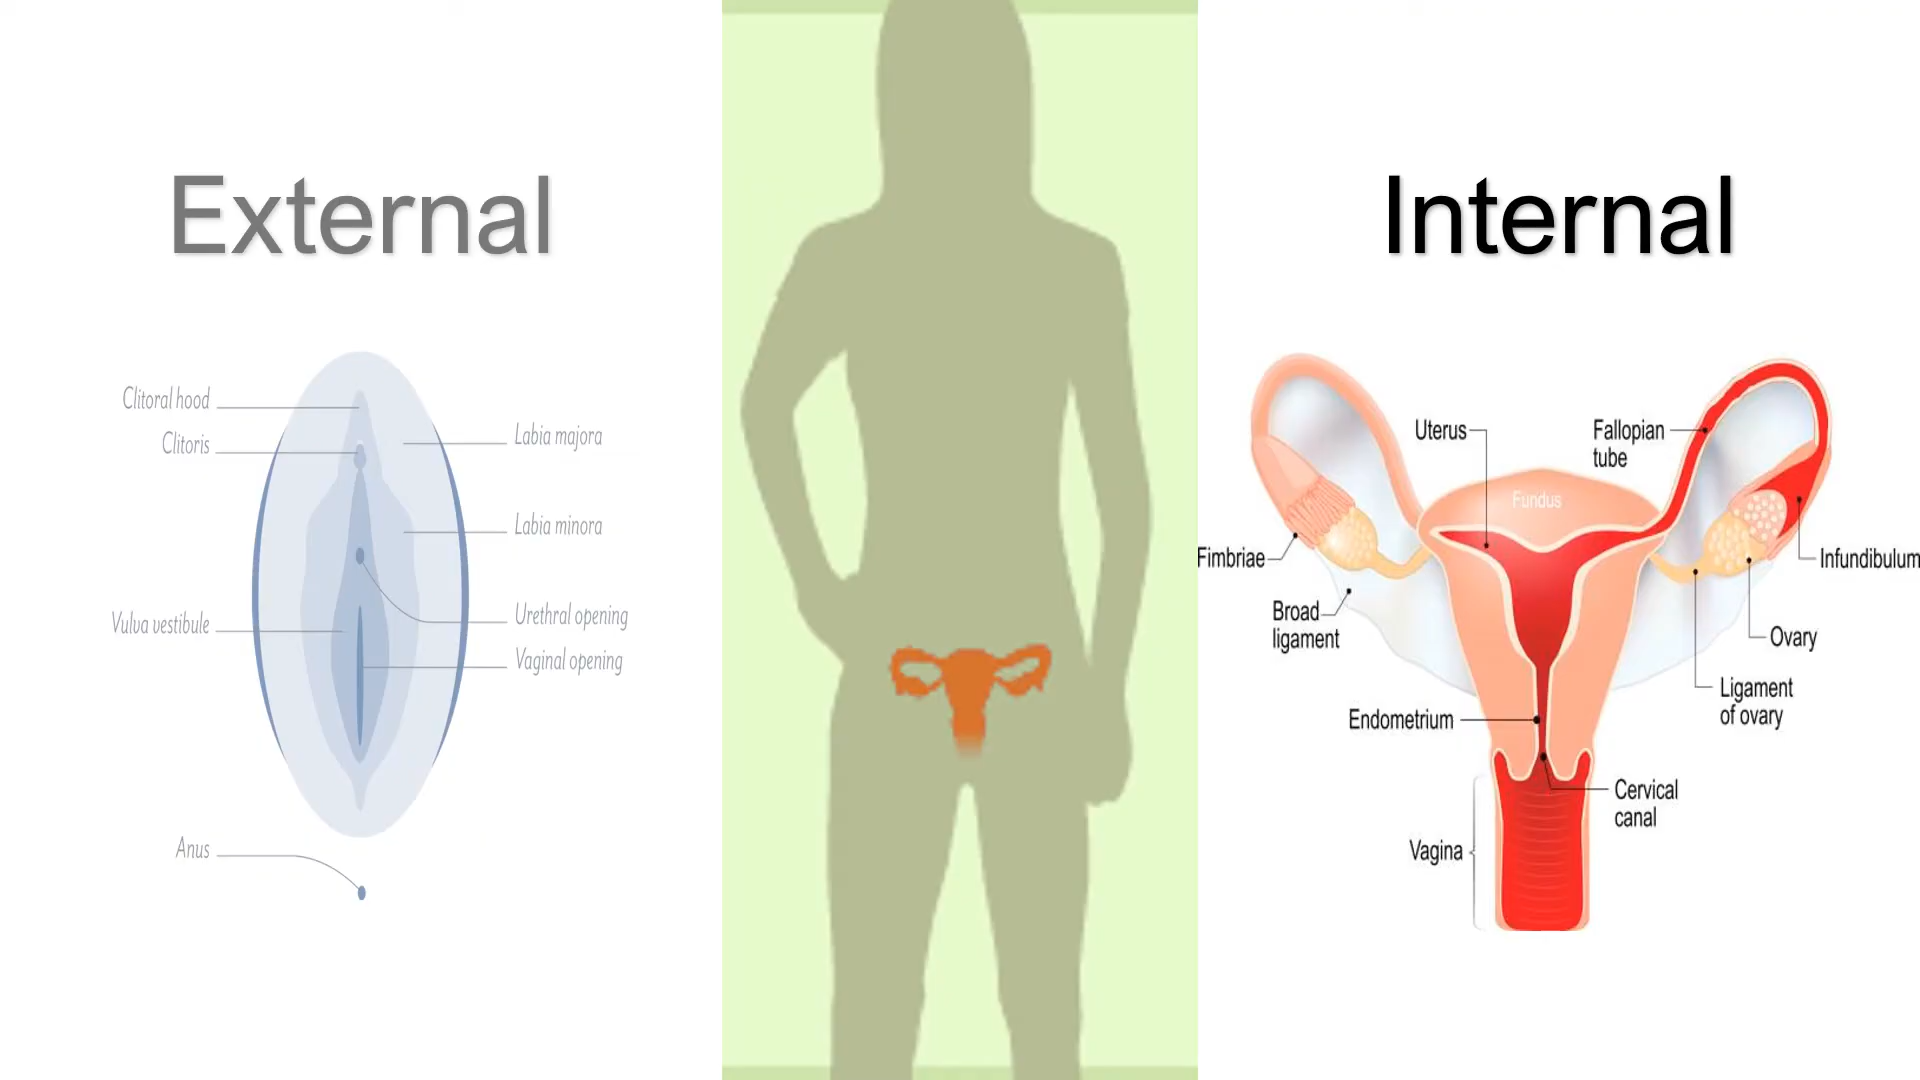 External
Clitoral hood
Clitoris
Labia majora
Labia minora
Vulva vestibule
Urethral opening
Vaginal opening
Anus
Internal
Uterus
Fallopian
tube
Fundus
Fimbriae
Infundibulum
Broad
ligament
Ovary
Ligament
of ovary
Endometrium
Cervical
canal
Vagina